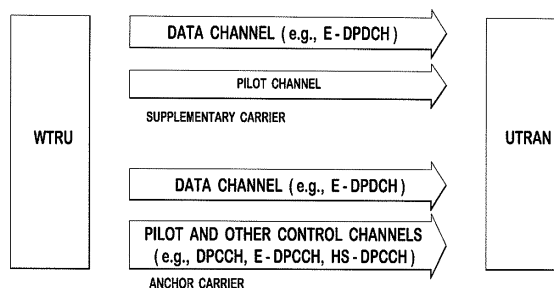 DATA CHANNEL (e.g., E-DPDCH)
PILOT CHANNEL
SUPPLEMENTARY CARRIER
WTRU
UTRAN
DATA CHANNEL (e.g., E-DPDCH)
PILOT AND OTHER CONTROL CHANNELS
(e.g., DPCCH, E-DPCCH, HS-DPCCH)
ANCHOR CARRIER